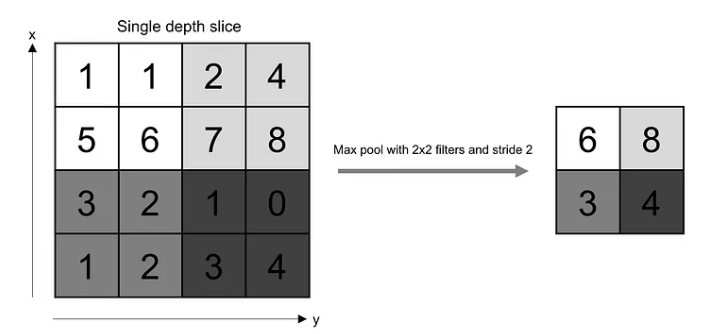 Single depth slice
x
1 1 2 4
5 6 7 8
3 2 1 0
1 2 3 4
y
Max pool with 2x2 filters and stride 2
6 8
3 4